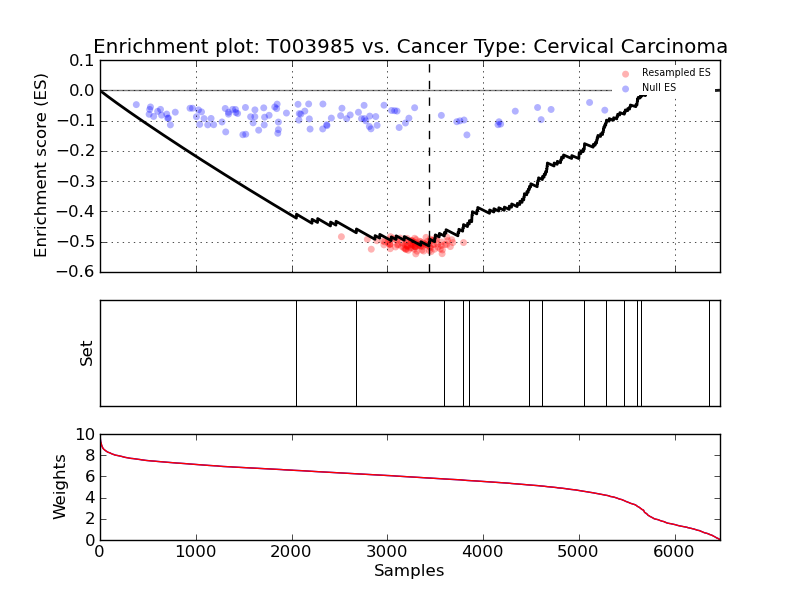 Enrichment plot: T003985 vs. Cancer Type: Cervical Carcinoma
Enrichment score (ES)
0.1
0.0
−0.1
−0.2
−0.3
−0.4
−0.5
−0.6
Resampled ES
Null ES
Set
Weights
10
8
6
4
2
0
0 1000 2000 3000 4000 5000 6000
Samples